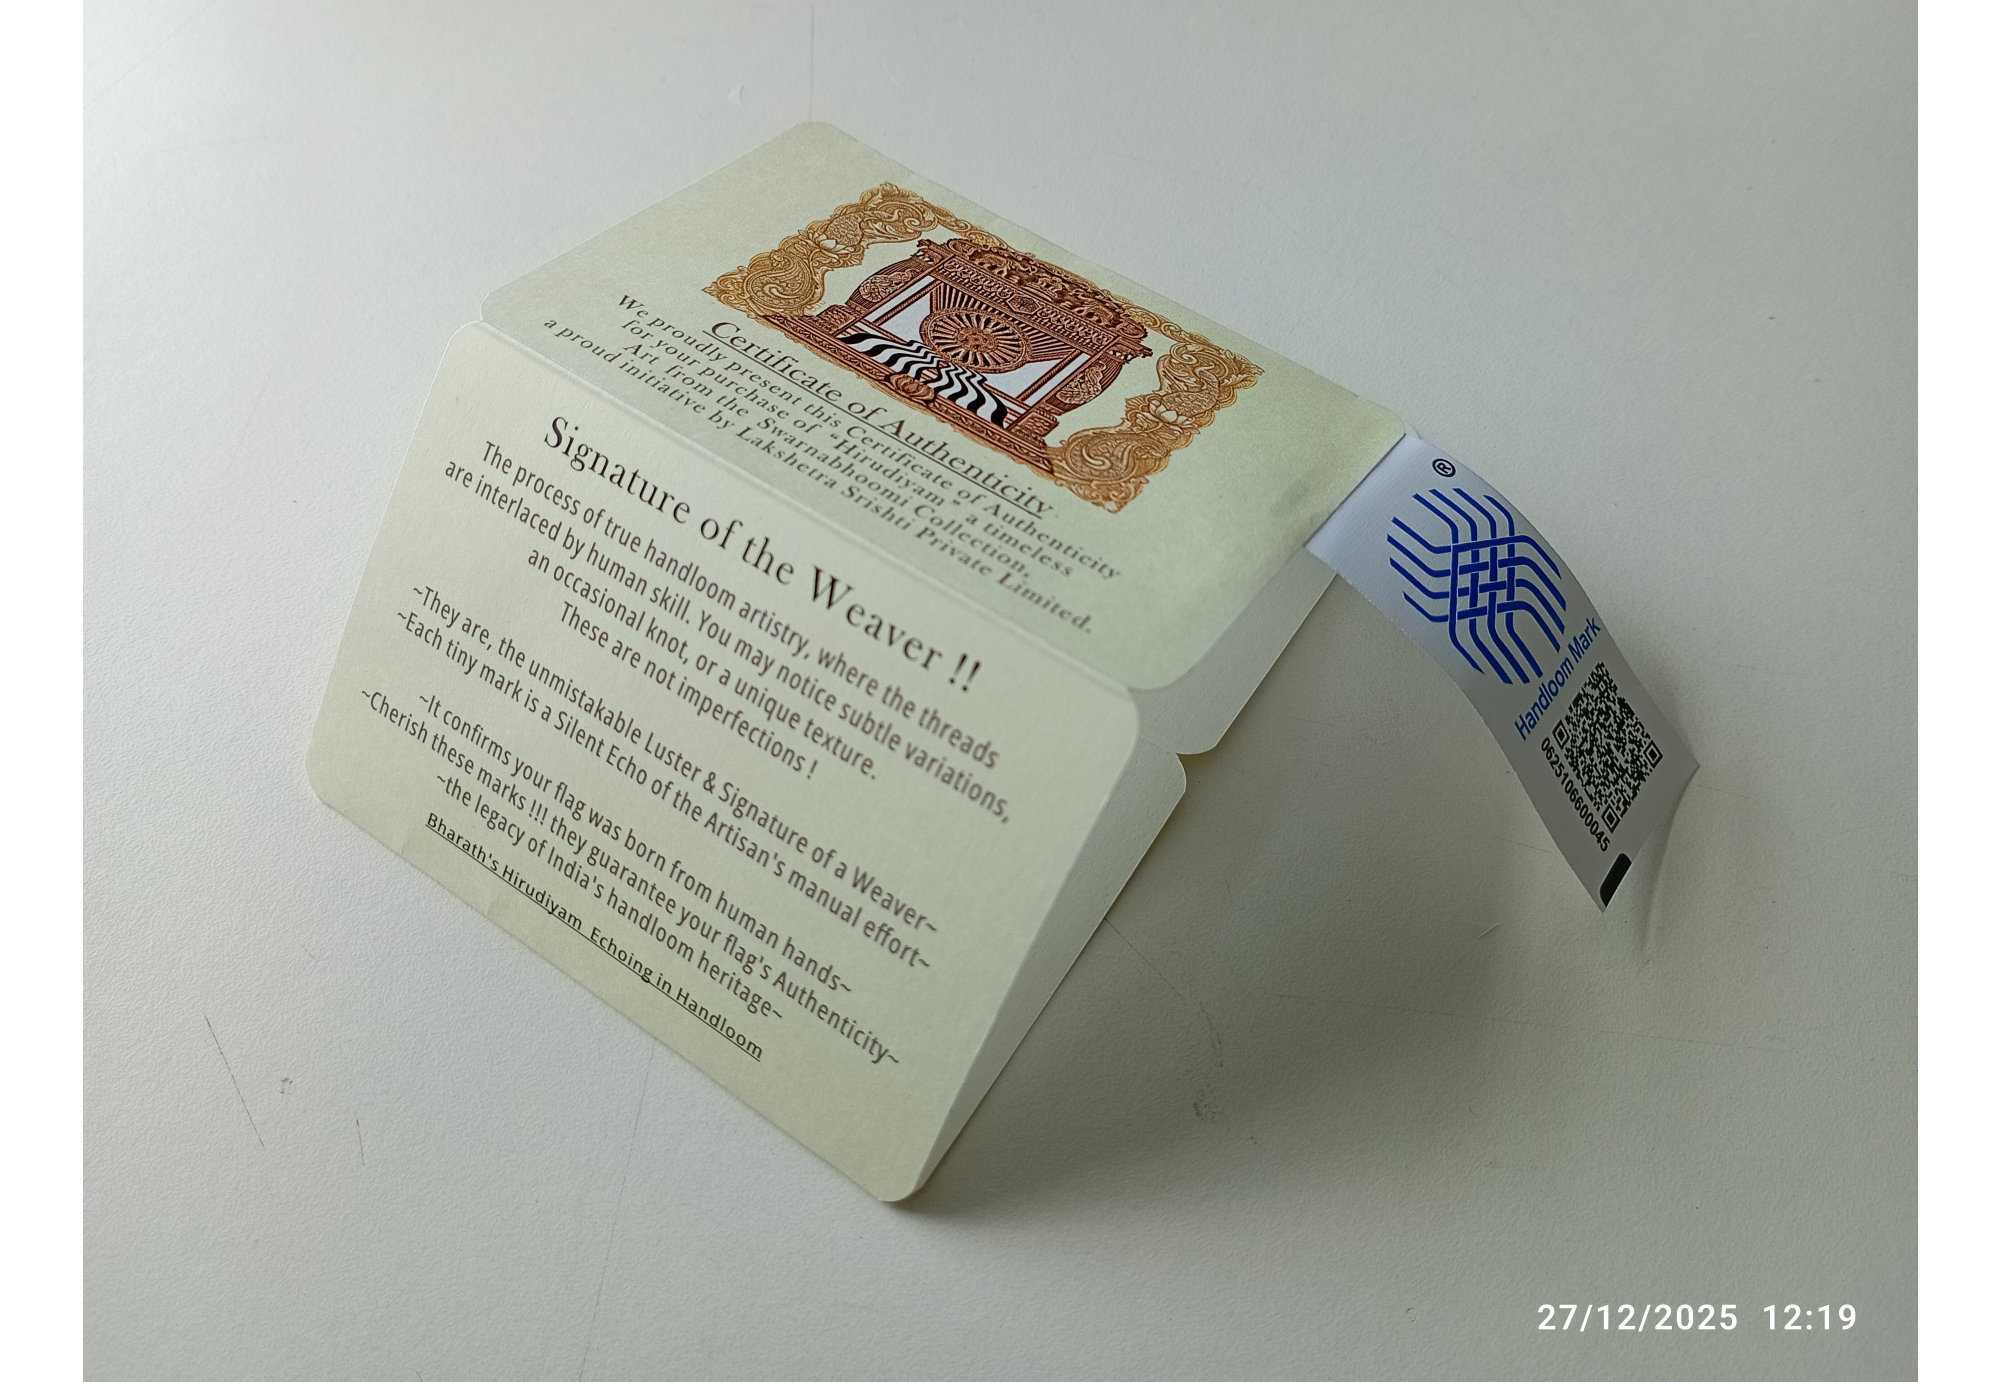 Certificate of Authenticity
We proudly present this Certificate of Authenticity
for your purchase of "Hirudiyam" a timeless
Art from the Swarnabhoomi Collection,
a proud initiative by Lakshetra Srishti Private Limited.
Signature of the Weaver !!
The process of true handloom artistry, where the threads
are interlaced by human skill. You may notice subtle variations,
an occasional knot, or a unique texture.
These are not imperfections !
~They are, the unmistakable Luster & Signature of a Weaver~
~Each tiny mark is a Silent Echo of the Artisan's manual effort~
~It confirms your flag was born from human hands~
~Cherish these marks !!! they guarantee your flag's Authenticity~
~the legacy of India's handloom heritage~
Bharath's Hirudiyam Echoing in Handloom
®
Handloom Mark
062510660045
27/12/2025 12:19